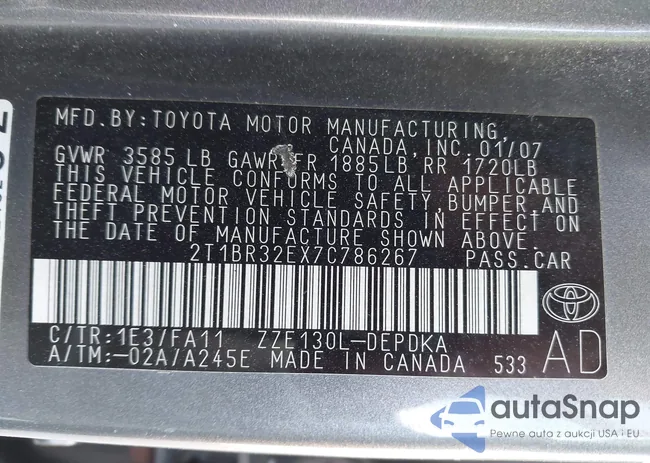 MFD. BY: TOYOTA MOTOR MANUFACTURING,
CANADA, INC. 01/07
GVWR 3585 LB GAWR FR 1885LB RR 1720LB
THIS VEHICLE CONFORMS TO ALL APPLICABLE
FEDERAL MOTOR VEHICLE SAFETY, BUMPER AND
THEFT PREVENTION STANDARDS IN EFFECT ON
THE DATE OF MANUFACTURE SHOWN ABOVE.
2T1BR32EX7C786267 PASS. CAR
C/TR: 1E3/FA11 ZZE130L-DEPDKA
A/TM: -02A/A245E MADE IN CANADA 533 AD
autaSnap
Pewne auta z aukcji USA i EU